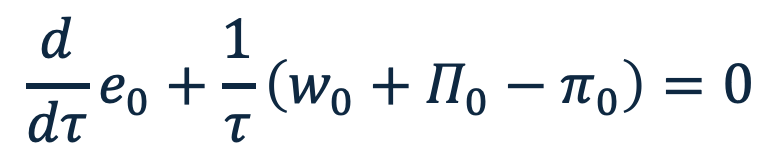 d/dτ e₀ + 1/τ (w₀ + Π₀ − π₀) = 0